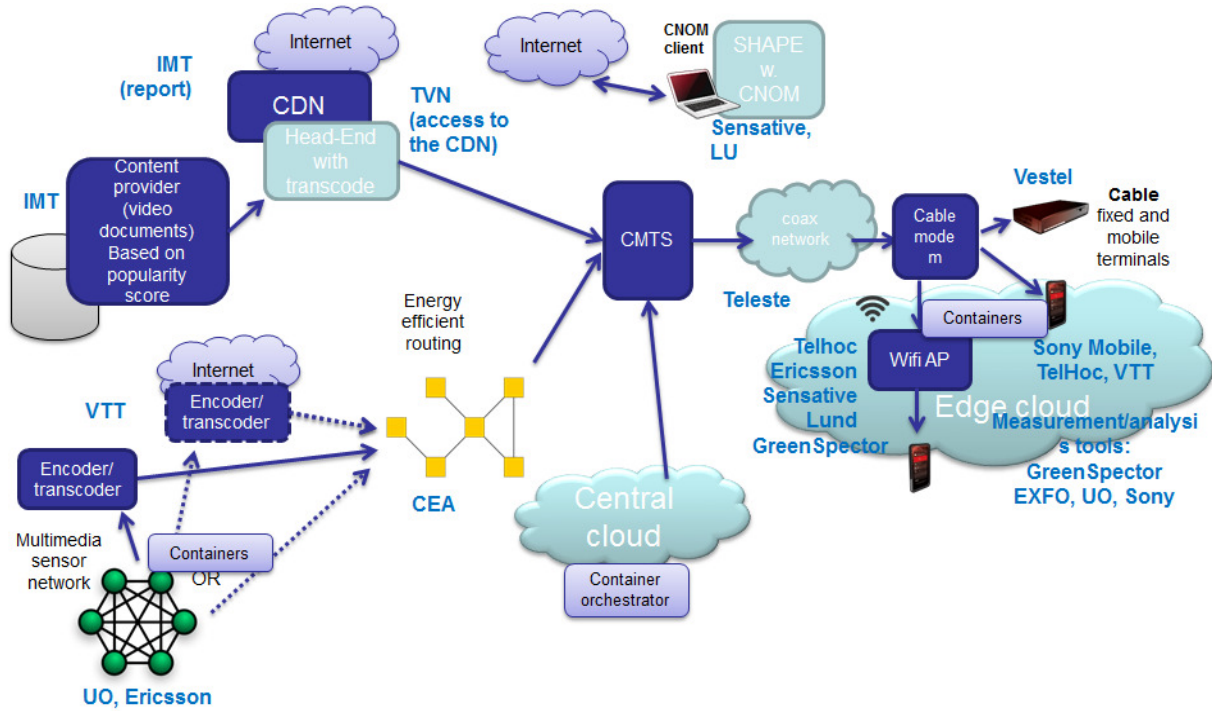 Internet
IMT
(report)
CDN
TVN
(access to
the CDN)
Head-End
with
transcode
IMT
Content
provider
(video
documents)
Based on
popularity
score
Internet
CNOM
client
SHAPE
w.
CNOM
Sensative,
LU
CMTS
coax
network
Teleste
Cable
mode
m
Vestel
Cable
fixed and
mobile
terminals
Containers
Wifi AP
Telhoc
Ericsson
Sensative
Lund
GreenSpector
Sony Mobile,
TelHoc, VTT
Edge cloud
Measurement/analysi
s tools:
GreenSpector
EXFO, UO, Sony
Energy
efficient
routing
CEA
Internet
Encoder/
transcoder
VTT
Encoder/
transcoder
Multimedia
sensor
network
Containers
OR
UO, Ericsson
Central
cloud
Container
orchestrator